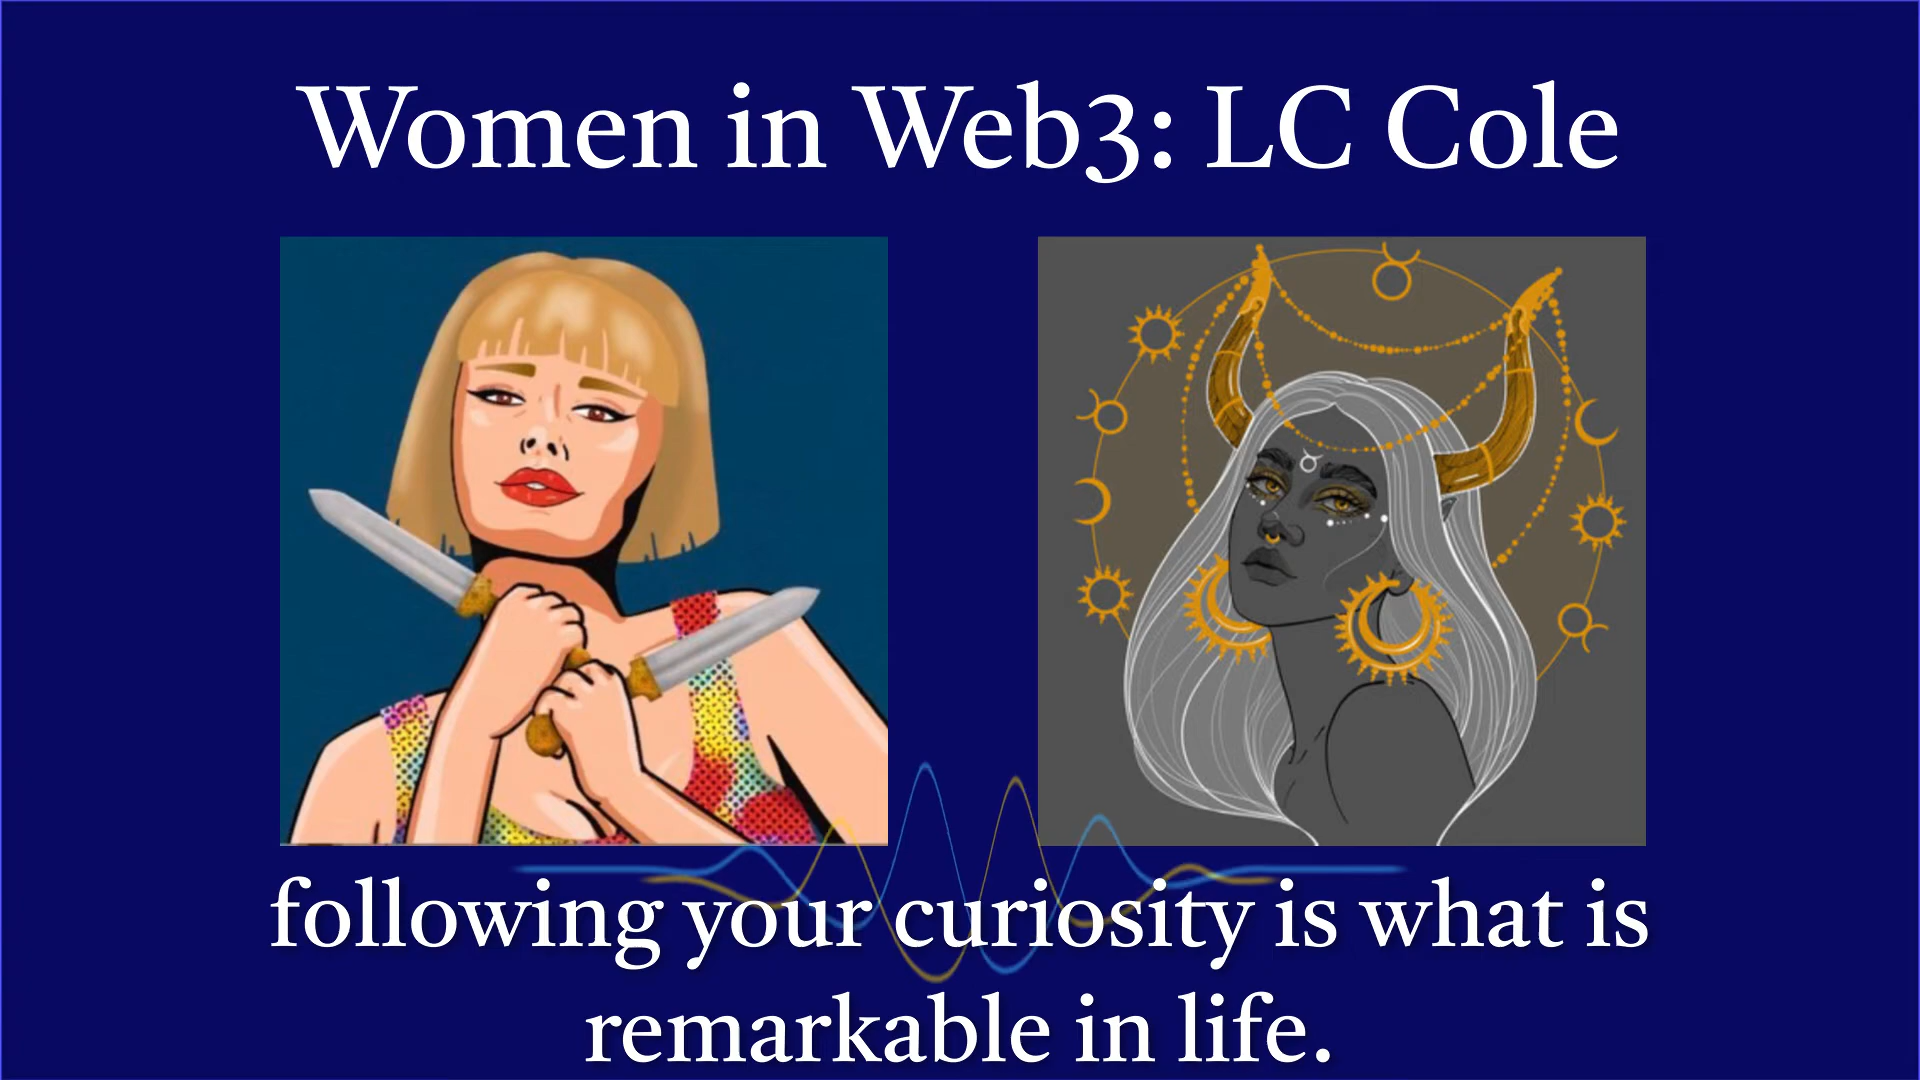 Women in Web3: LC Cole
following your curiosity is what is
remarkable in life.